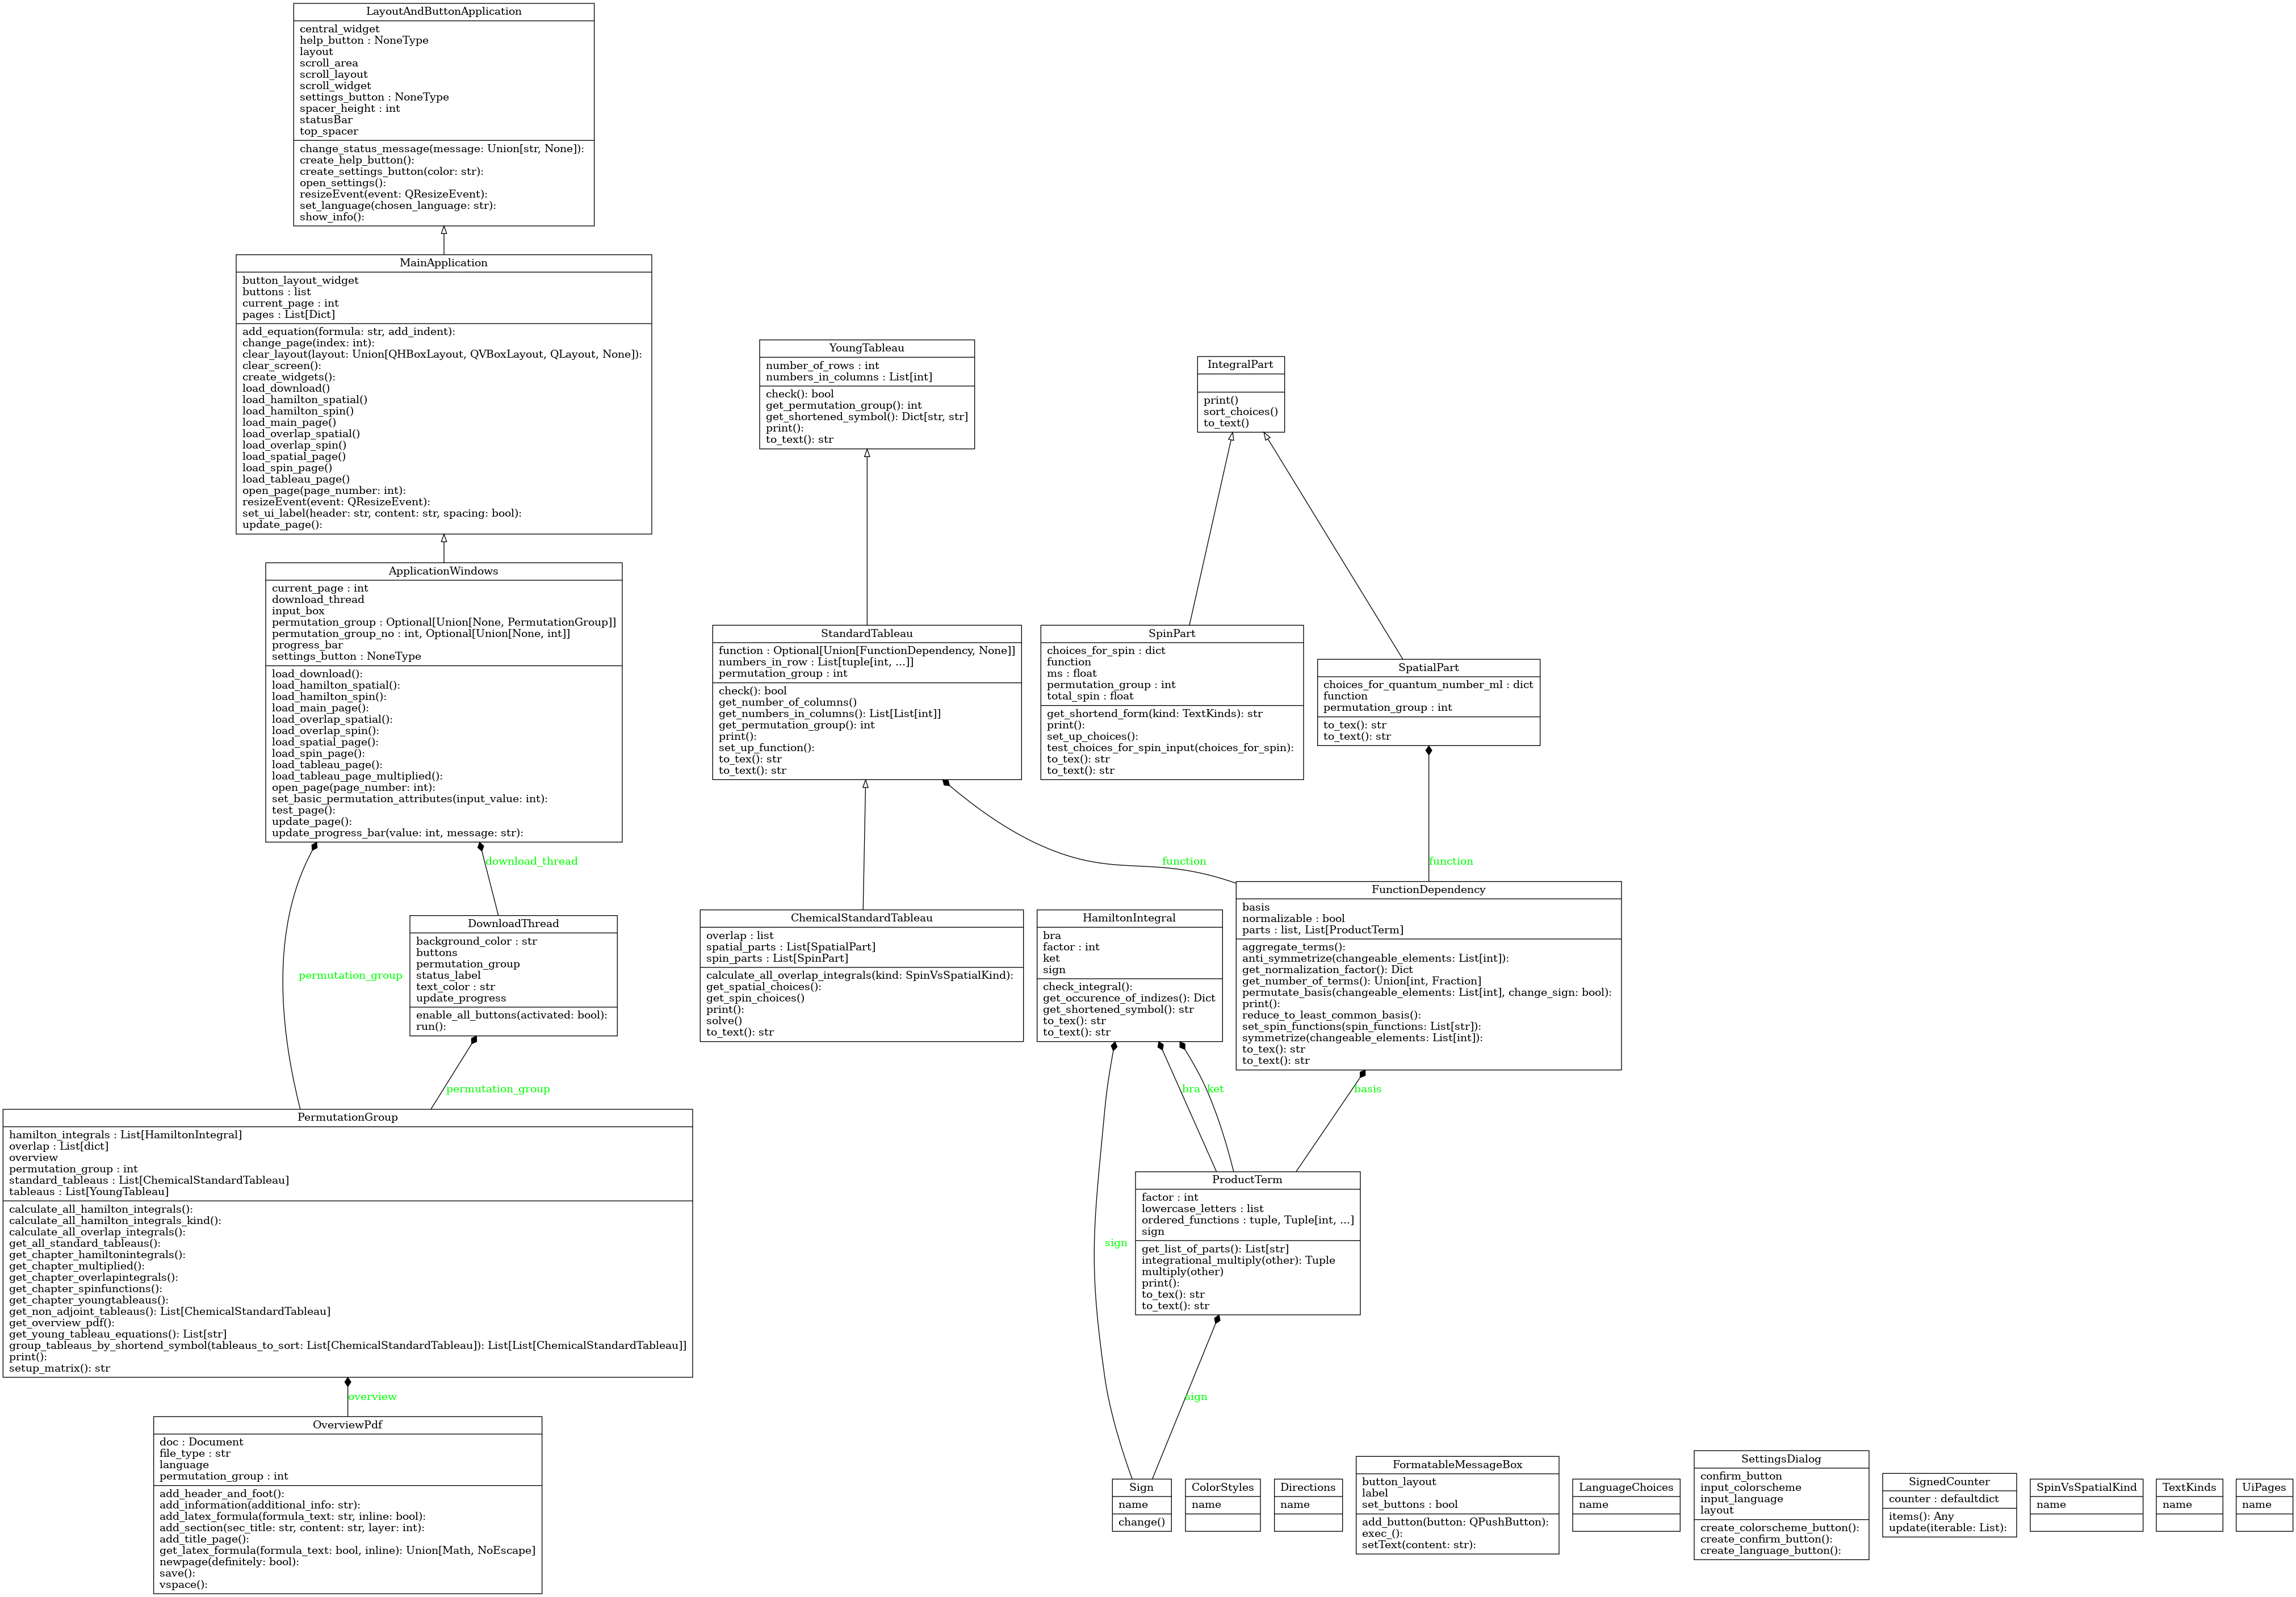 LayoutAndButtonApplication
central_widget
help_button : NoneType
layout
scroll_area
scroll_layout
scroll_widget
settings_button : NoneType
spacer_height : int
statusBar
top_spacer
change_status_message(message: Union[str, None]):
create_help_button():
create_settings_button(color: str):
open_settings():
resizeEvent(event: QResizeEvent):
set_language(chosen_language: str):
show_info():
MainApplication
button_layout_widget
buttons : list
current_page : int
pages : List[Dict]
add_equation(formula: str, add_indent):
change_page(index: int):
clear_layout(layout: Union[QHBoxLayout, QVBoxLayout, QLayout, None]):
clear_screen():
create_widgets():
load_download()
load_hamilton_spatial()
load_hamilton_spin()
load_main_page()
load_overlap_spatial()
load_overlap_spin()
load_spatial_page()
load_spin_page()
load_tableau_page()
open_page(page_number: int):
resizeEvent(event: QResizeEvent):
set_ui_label(header: str, content: str, spacing: bool):
update_page():
YoungTableau
number_of_rows : int
numbers_in_columns : List[int]
check(): bool
get_permutation_group(): int
get_shortened_symbol(): Dict[str, str]
print():
to_text(): str
IntegralPart
print()
sort_choices()
to_text()
ApplicationWindows
current_page : int
download_thread
input_box
permutation_group : Optional[Union[None, PermutationGroup]]
permutation_group_no : int, Optional[Union[None, int]]
progress_bar
settings_button : NoneType
load_download():
load_hamilton_spatial():
load_hamilton_spin():
load_main_page():
load_overlap_spatial():
load_overlap_spin():
load_spatial_page():
load_spin_page():
load_tableau_page():
load_tableau_page_multiplied():
open_page(page_number: int):
set_basic_permutation_attributes(input_value: int):
test_page():
update_page():
update_progress_bar(value: int, message: str):
StandardTableau
function : Optional[Union[FunctionDependency, None]]
numbers_in_row : List[tuple[int, ...]]
permutation_group : int
check(): bool
get_number_of_columns()
get_numbers_in_columns(): List[List[int]]
get_permutation_group(): int
print():
set_up_function():
to_tex(): str
to_text(): str
SpinPart
choices_for_spin : dict
function
ms : float
permutation_group : int
total_spin : float
get_shortend_form(kind: TextKinds): str
print():
set_up_choices():
test_choices_for_spin_input(choices_for_spin):
to_tex(): str
to_text(): str
SpatialPart
choices_for_quantum_number_ml : dict
function
permutation_group : int
to_tex(): str
to_text(): str
download_thread
function
function
permutation_group
DownloadThread
background_color : str
buttons
permutation_group
status_label
text_color : str
update_progress
enable_all_buttons(activated: bool):
run():
ChemicalStandardTableau
overlap : list
spatial_parts : List[SpatialPart]
spin_parts : List[SpinPart]
calculate_all_overlap_integrals(kind: SpinVsSpatialKind):
get_spatial_choices():
get_spin_choices()
print():
solve()
to_text(): str
HamiltonIntegral
bra
factor : int
ket
sign
check_integral():
get_occurence_of_indizes(): Dict
get_shortened_symbol(): str
to_tex(): str
to_text(): str
FunctionDependency
basis
normalizable : bool
parts : list, List[ProductTerm]
aggregate_terms():
anti_symmetrize(changeable_elements: List[int]):
get_normalization_factor(): Dict
get_number_of_terms(): Union[int, Fraction]
permutate_basis(changeable_elements: List[int], change_sign: bool):
print():
reduce_to_least_common_basis():
set_spin_functions(spin_functions: List[str]):
symmetrize(changeable_elements: List[int]):
to_tex(): str
to_text(): str
permutation_group
bra
ket
basis
PermutationGroup
hamilton_integrals : List[HamiltonIntegral]
overlap : List[dict]
overview
permutation_group : int
standard_tableaus : List[ChemicalStandardTableau]
tableaus : List[YoungTableau]
calculate_all_hamilton_integrals():
calculate_all_hamilton_integrals_kind():
calculate_all_overlap_integrals():
get_all_standard_tableaus():
get_chapter_hamiltonintegrals():
get_chapter_multiplied():
get_chapter_overlapintegrals():
get_chapter_spinfunctions():
get_chapter_youngtableaus():
get_non_adjoint_tableaus(): List[ChemicalStandardTableau]
get_overview_pdf():
get_young_tableau_equations(): List[str]
group_tableaus_by_shortend_symbol(tableaus_to_sort: List[ChemicalStandardTableau]): List[List[ChemicalStandardTableau]]
print():
setup_matrix(): str
ProductTerm
factor : int
lowercase_letters : list
ordered_functions : tuple, Tuple[int, ...]
sign
get_list_of_parts(): List[str]
integrational_multiply(other): Tuple
multiply(other)
print():
to_tex(): str
to_text(): str
sign
overview
sign
OverviewPdf
doc : Document
file_type : str
language
permutation_group : int
add_header_and_foot():
add_information(additional_info: str):
add_latex_formula(formula_text: str, inline: bool):
add_section(sec_title: str, content: str, layer: int):
add_title_page():
get_latex_formula(formula_text: bool, inline): Union[Math, NoEscape]
newpage(definitely: bool):
save():
vspace():
Sign
name
change()
ColorStyles
name
Directions
name
FormatableMessageBox
button_layout
label
set_buttons : bool
add_button(button: QPushButton):
exec_():
setText(content: str):
LanguageChoices
name
SettingsDialog
confirm_button
input_colorscheme
input_language
layout
create_colorscheme_button():
create_confirm_button():
create_language_button():
SignedCounter
counter : defaultdict
items(): Any
update(iterable: List):
SpinVsSpatialKind
name
TextKinds
name
UiPages
name